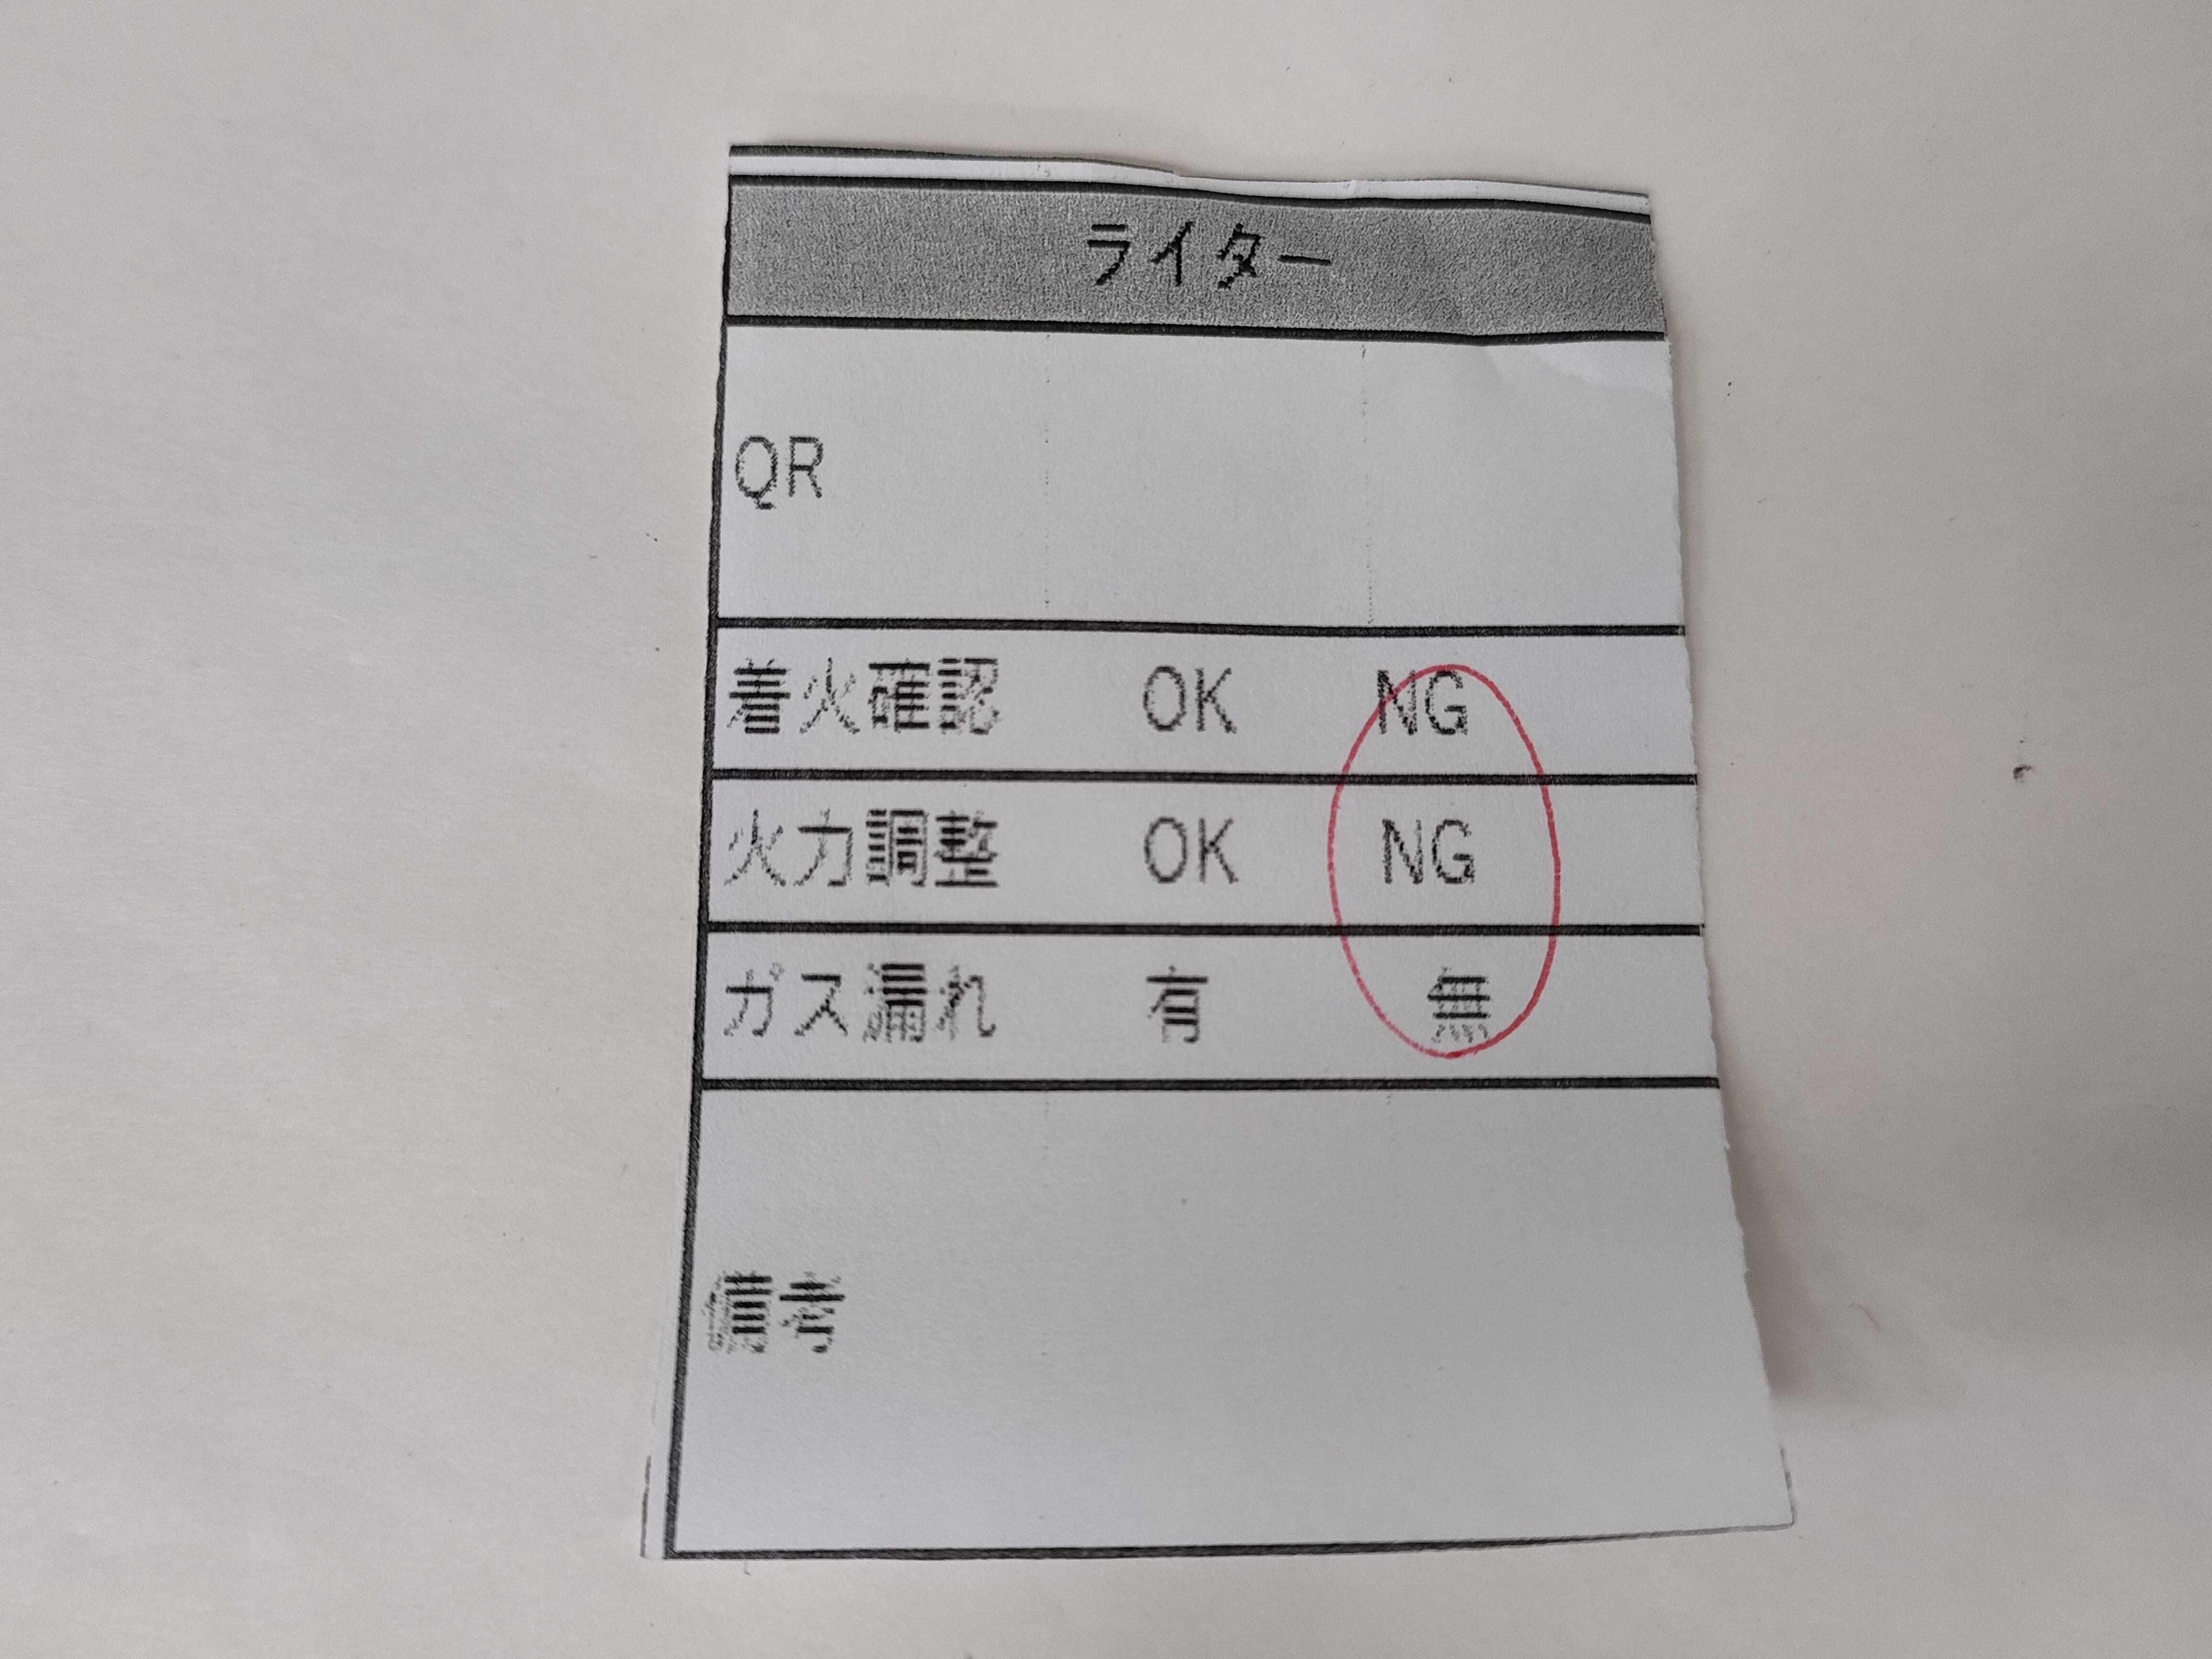 ライター
QR
着火確認 OK NG
火力調整 OK NG
ガス漏れ 有 無
備考